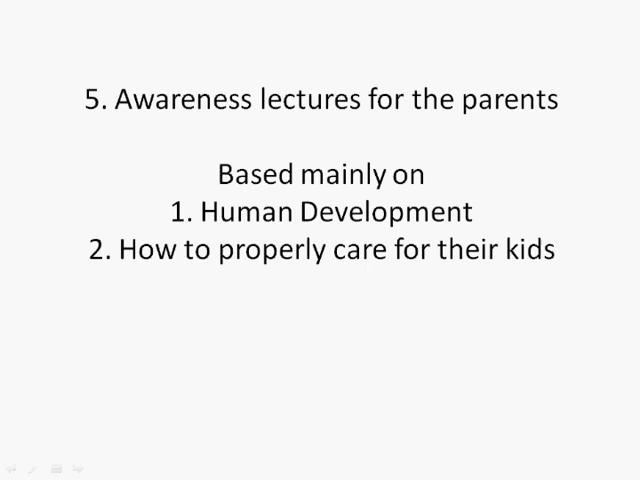 5. Awareness lectures for the parents
Based mainly on
1. Human Development
2. How to properly care for their kids